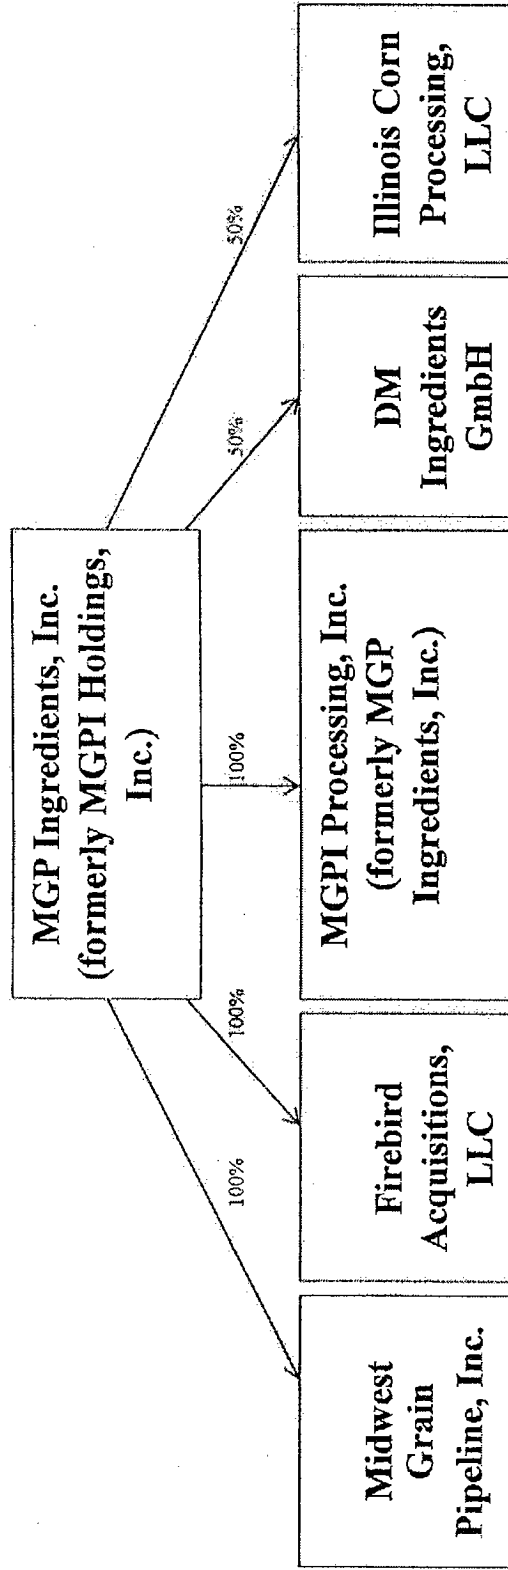 MGP Ingredients, Inc.
(formerly MGPI Holdings,
Inc.)
100%
100%
100%
50%
50%
Midwest
Grain
Pipeline, Inc.
Firebird
Acquisitions,
LLC
MGPI Processing, Inc.
(formerly MGP
Ingredients, Inc.)
DM
Ingredients
GmbH
Illinois Corn
Processing,
LLC